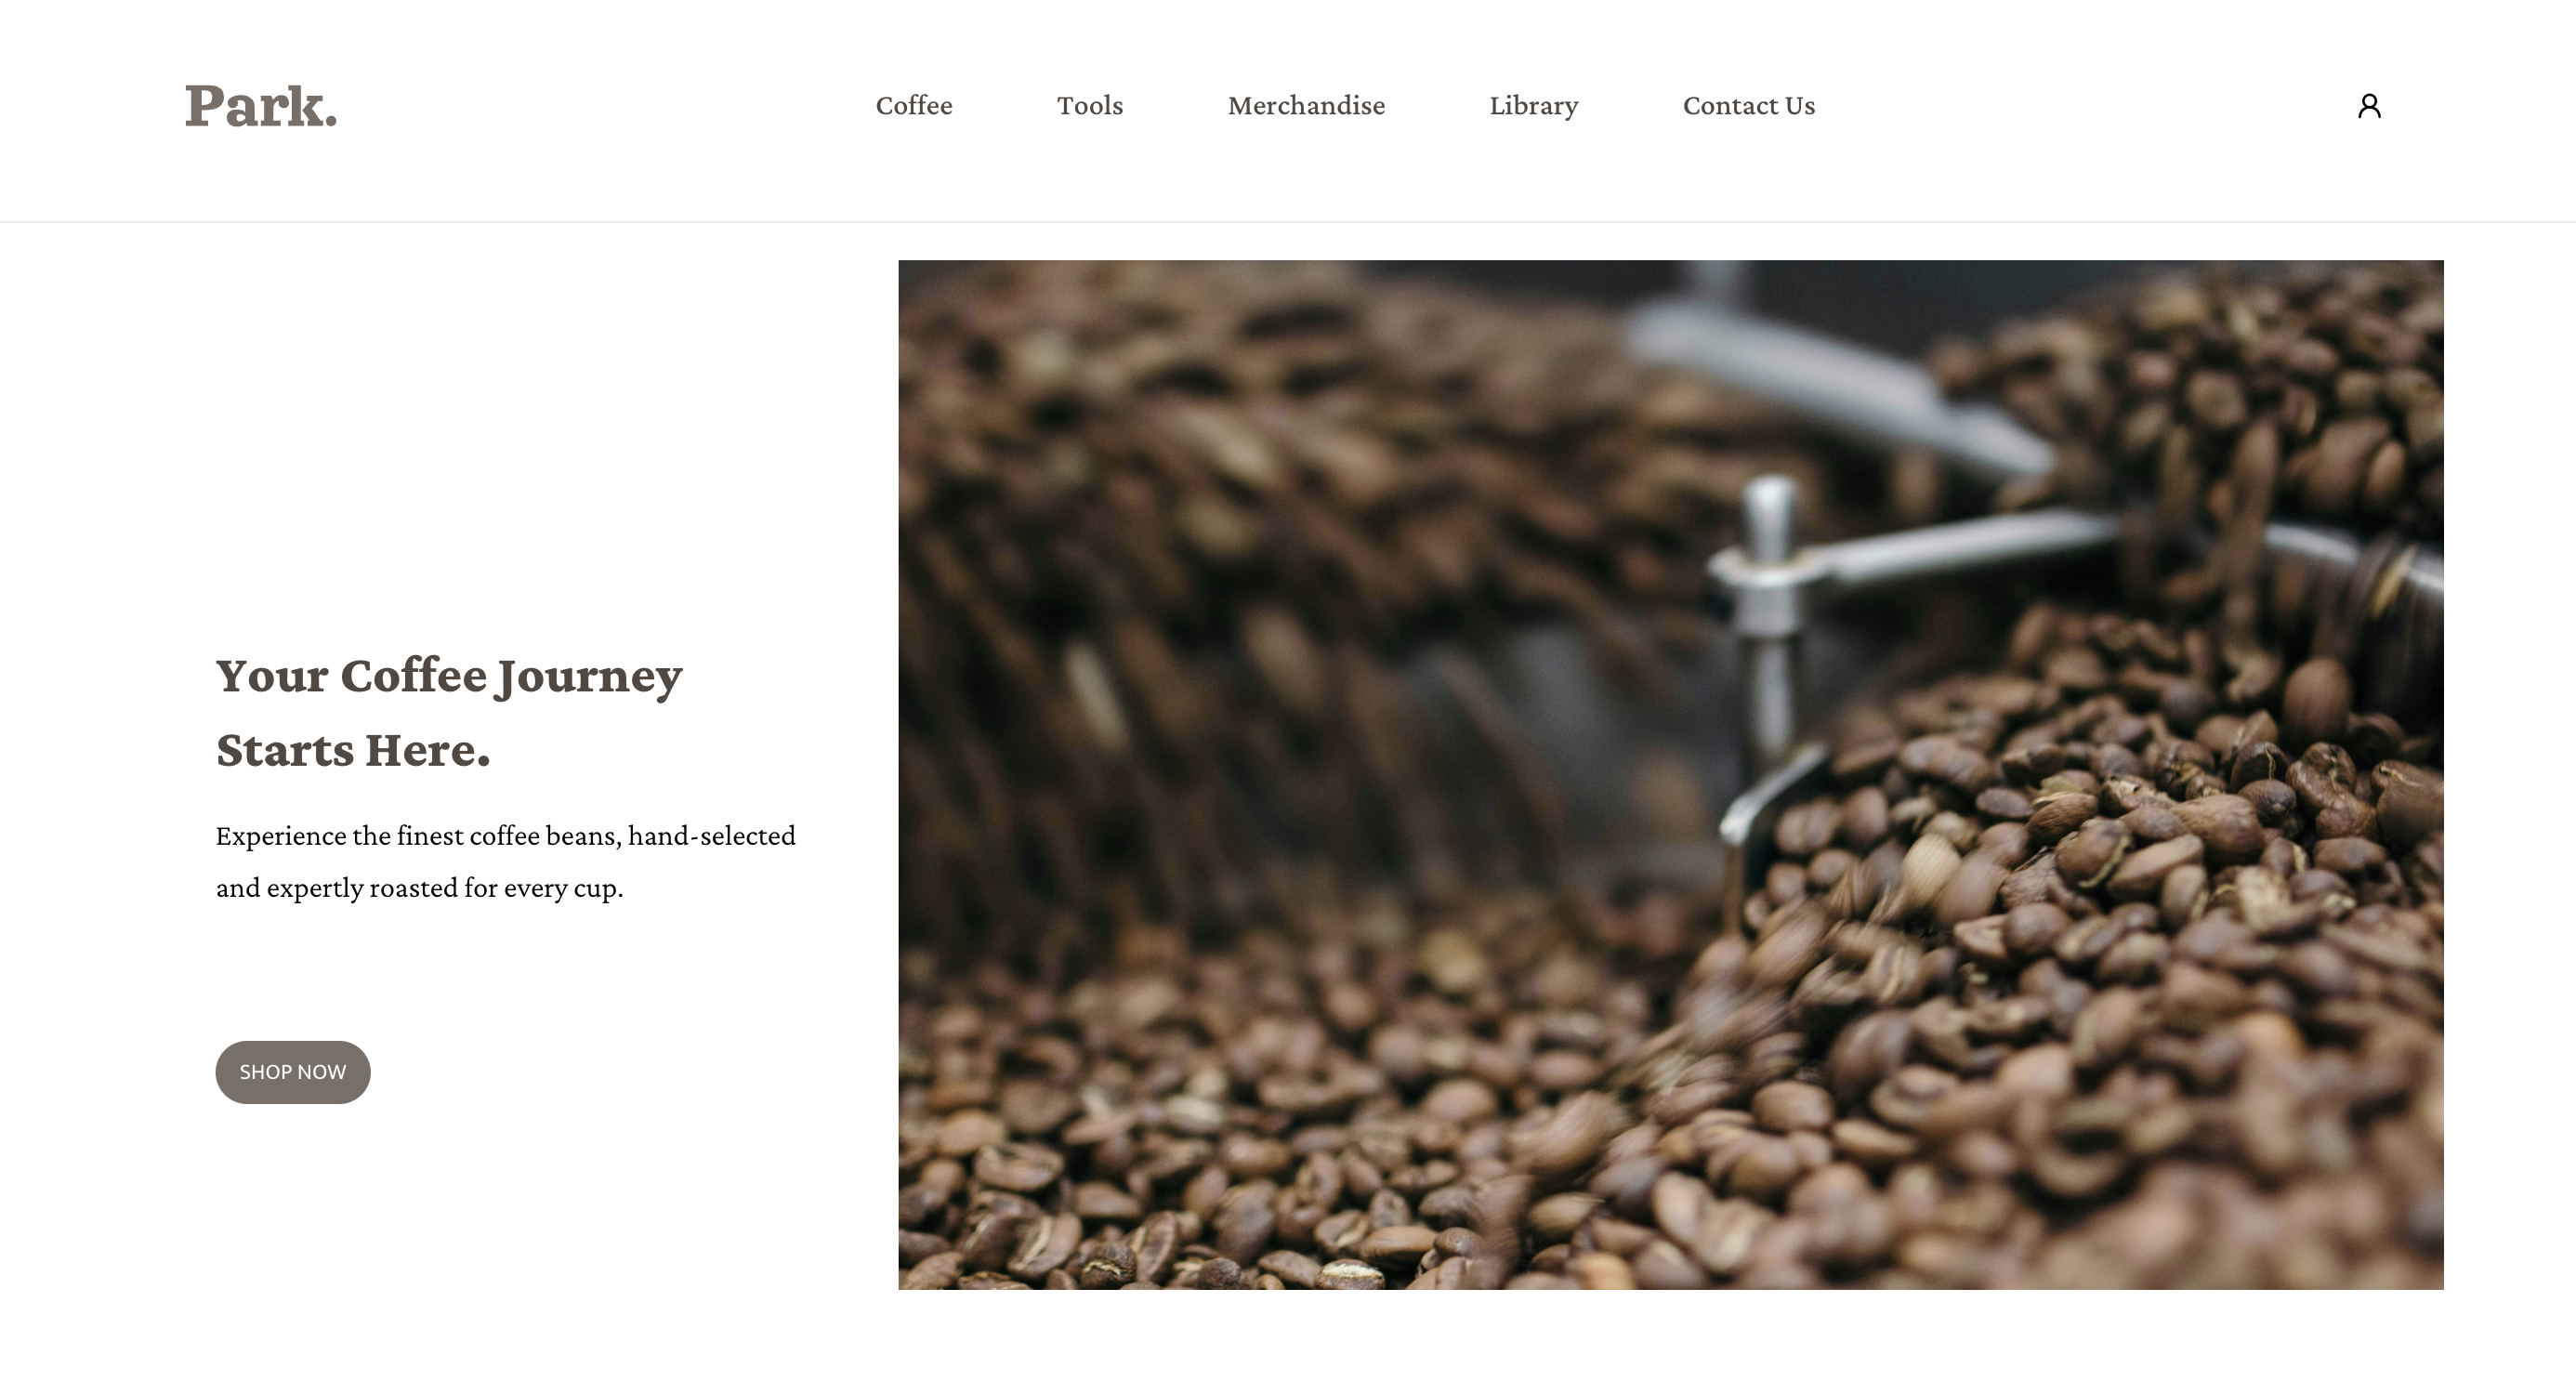 Park.
Coffee
Tools
Merchandise
Library
Contact Us
Your Coffee Journey
Starts Here.
Experience the finest coffee beans, hand-selected
and expertly roasted for every cup.
SHOP NOW